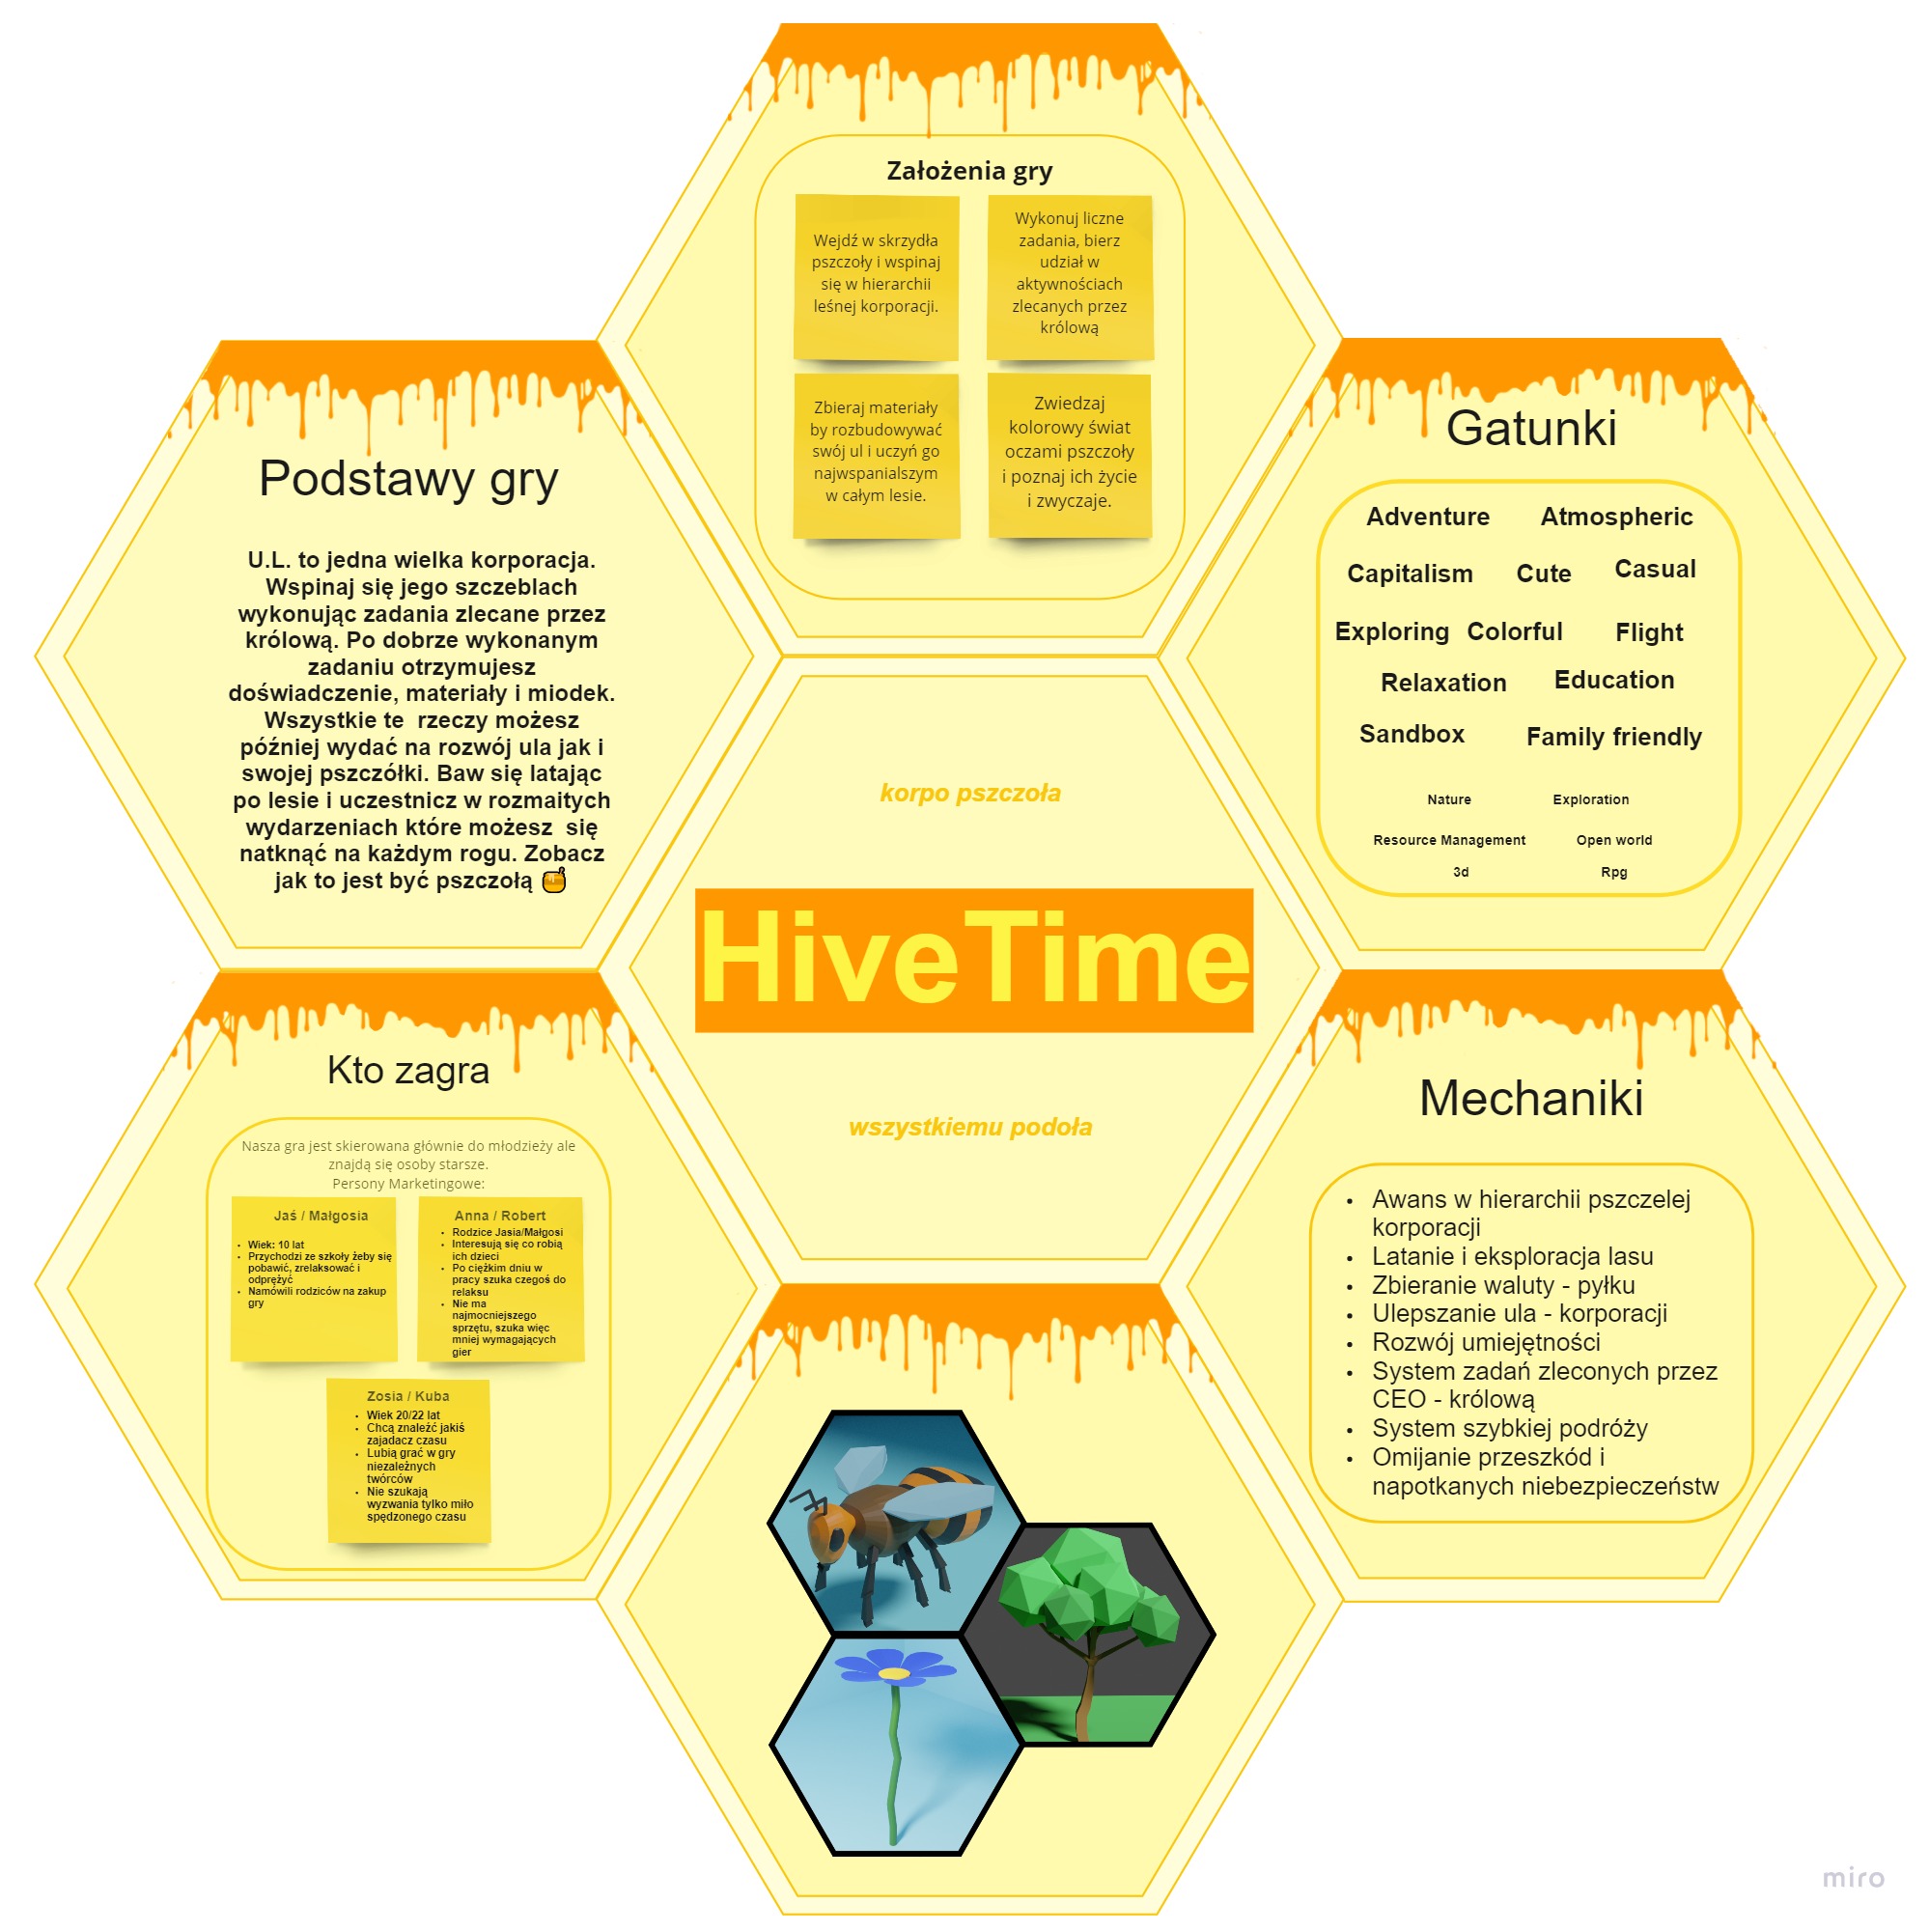 Założenia gry
Wejdź w skrzydła
pszczoły i wspinaj
się w hierarchii
leśnej korporacji.
Wykonuj liczne
zadania, bierz
udział w
aktywnościach
zlecanych przez
królową
Zbieraj materiały
by rozbudowywać
swój ul i uczyń go
najwspanialszym
w całym lesie.
Zwiedzaj
kolorowy świat
oczami pszczoły
i poznaj ich życie
i zwyczaje.
Podstawy gry
U.L. to jedna wielka korporacja.
Wspinaj się jego szczeblach
wykonując zadania zlecane przez
królową. Po dobrze wykonanym
zadaniu otrzymujesz
doświadczenie, materiały i miodek.
Wszystkie te  rzeczy możesz
później wydać na rozwój ula jak i
swojej pszczółki. Baw się latając
po lesie i uczestnicz w rozmaitych
wydarzeniach które możesz  się
natknąć na każdym rogu. Zobacz
jak to jest być pszczołą 🍯
Gatunki
Adventure Atmospheric
Capitalism Cute Casual
Exploring Colorful Flight
Relaxation Education
Sandbox Family friendly
Nature Exploration
Resource Management Open world
3d Rpg
korpo pszczoła
HiveTime
wszystkiemu podoła
Kto zagra
Nasza gra jest skierowana głównie do młodzieży ale
znajdą się osoby starsze.
Persony Marketingowe:
Jaś / Małgosia
• Wiek: 10 lat
• Przychodzi ze szkoły żeby się
pobawić, zrelaksować i
odprężyć
• Namówili rodziców na zakup
gry
Anna / Robert
• Rodzice Jasia/Małgosi
• Interesują się co robią
ich dzieci
• Po ciężkim dniu w
pracy szuka czegoś do
relaksu
• Nie ma
najmocniejszego
sprzętu, szuka więc
mniej wymagających
gier
Zosia / Kuba
• Wiek 20/22 lat
• Chcą znaleźć jakiś
zajadacz czasu
• Lubią grać w gry
niezależnych
twórców
• Nie szukają
wyzwania tylko miło
spędzonego czasu
Mechaniki
• Awans w hierarchii pszczelej
korporacji
• Latanie i eksploracja lasu
• Zbieranie waluty - pyłku
• Ulepszanie ula - korporacji
• Rozwój umiejętności
• System zadań zleconych przez
CEO - królową
• System szybkiej podróży
• Omijanie przeszkód i
napotkanych niebezpieczeństw
miro